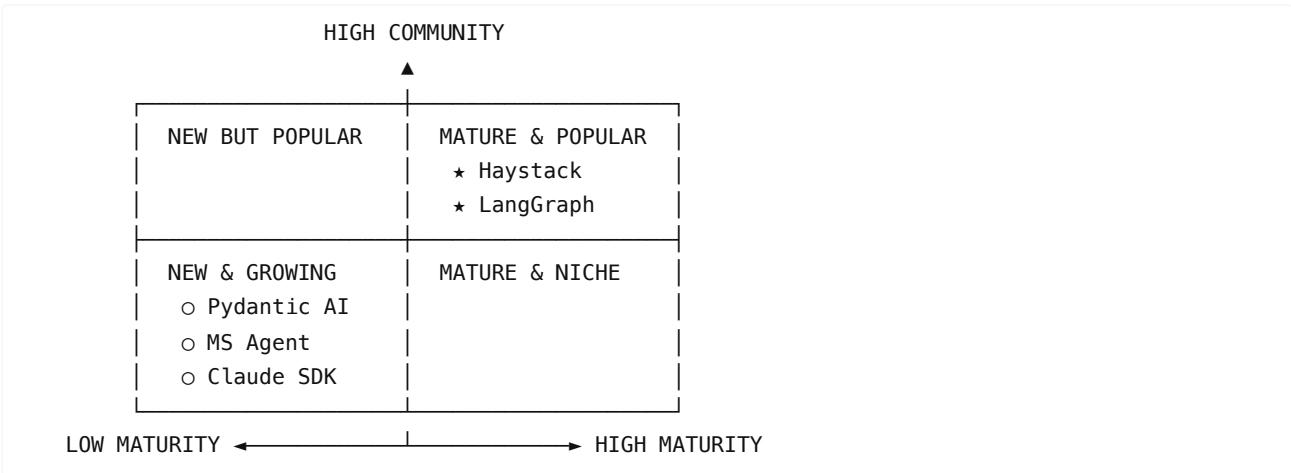 HIGH COMMUNITY
▲
NEW BUT POPULAR MATURE & POPULAR
★ Haystack
★ LangGraph
NEW & GROWING MATURE & NICHE
○ Pydantic AI
○ MS Agent
○ Claude SDK
LOW MATURITY ◄ ► HIGH MATURITY